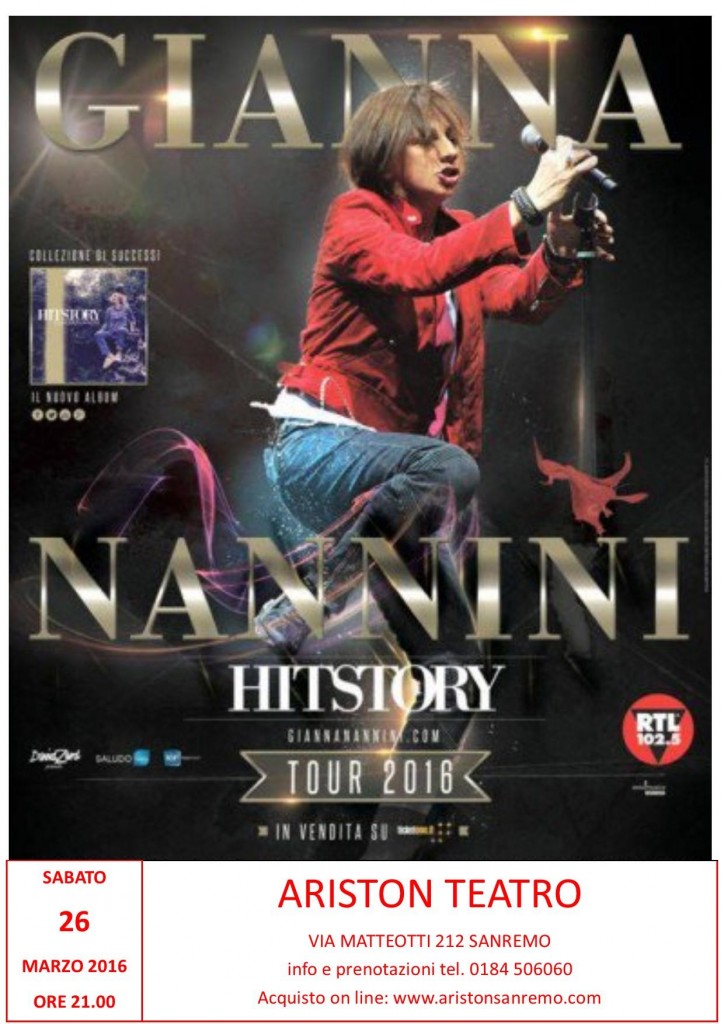 GIANNA
COLLEZIONE DI SUCCESSI
HITSTORY
IL NUOVO ALBUM
NANNINI
HITSTORY
GIANNANANNINI.COM
RTL
102.5
SALUDO
TOUR 2016
IN VENDITA SU
SABATO
26
MARZO 2016
ORE 21.00
ARISTON TEATRO
VIA MATTEOTTI 212 SANREMO
info e prenotazioni tel. 0184 506060
Acquisto on line: www.aristonsanremo.com